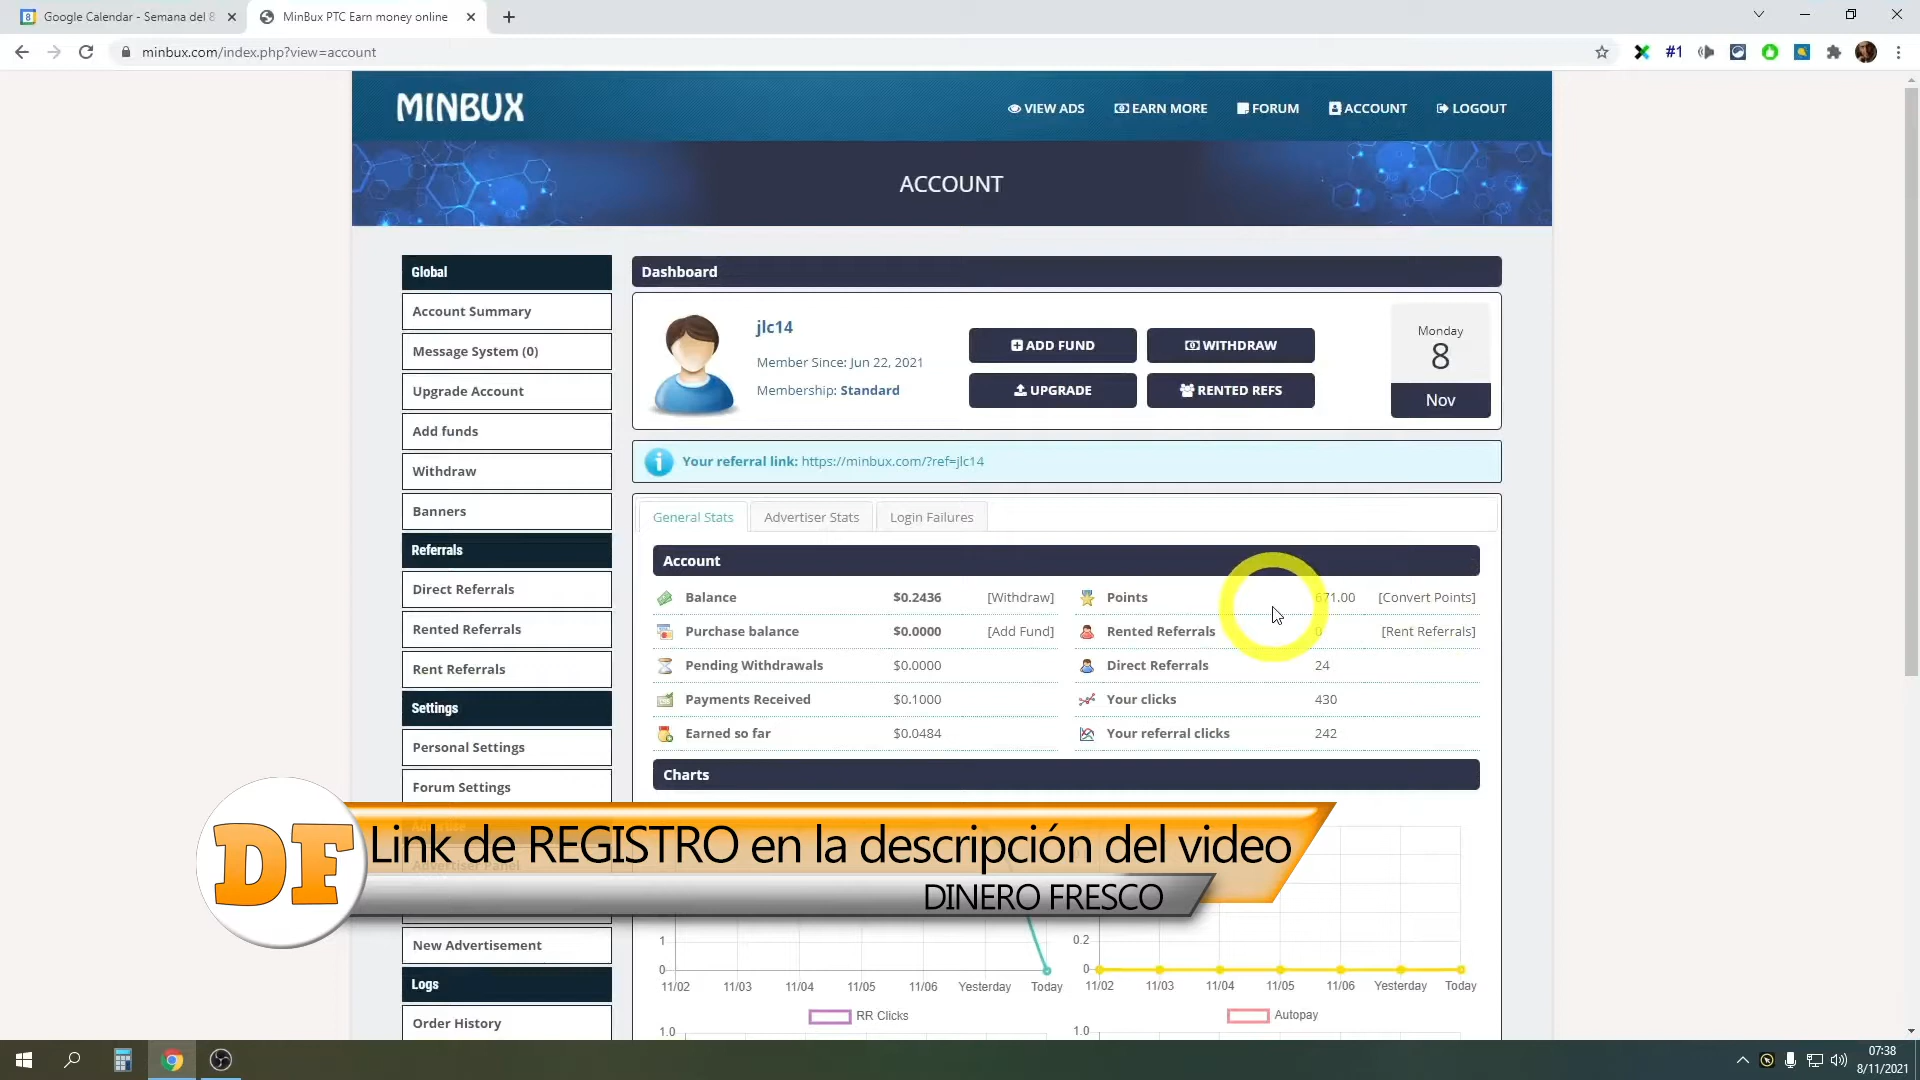 Google Calendar - Semana del 8
MinBux PTC Earn money online
minbux.com/index.php?view=account
#1
MINBUX
VIEW ADS
EARN MORE
FORUM
ACCOUNT
LOGOUT
ACCOUNT
Global
Account Summary
Message System (0)
Upgrade Account
Add funds
Withdraw
Banners
Referrals
Direct Referrals
Rented Referrals
Rent Referrals
Settings
Personal Settings
Forum Settings
Advertiser Panel
New Advertisement
Logs
Order History
Dashboard
jlc14
Member Since: Jun 22, 2021
Membership: Standard
ADD FUND
WITHDRAW
UPGRADE
RENTED REFS
Monday
8
Nov
Your referral link: https://minbux.com/?ref=jlc14
General Stats
Advertiser Stats
Login Failures
Account
Balance $0.2436 [Withdraw]
Purchase balance $0.0000 [Add Fund]
Pending Withdrawals $0.0000
Payments Received $0.1000
Earned so far $0.0484
Points 671.00 [Convert Points]
Rented Referrals 0 [Rent Referrals]
Direct Referrals 24
Your clicks 430
Your referral clicks 242
Charts
1
0
11/02 11/03 11/04 11/05 11/06 Yesterday Today
RR Clicks
1.0
0.2
0
11/02 11/03 11/04 11/05 11/06 Yesterday Today
Autopay
1.0
DF
Link de REGISTRO en la descripción del video
DINERO FRESCO
07:38
8/11/2021